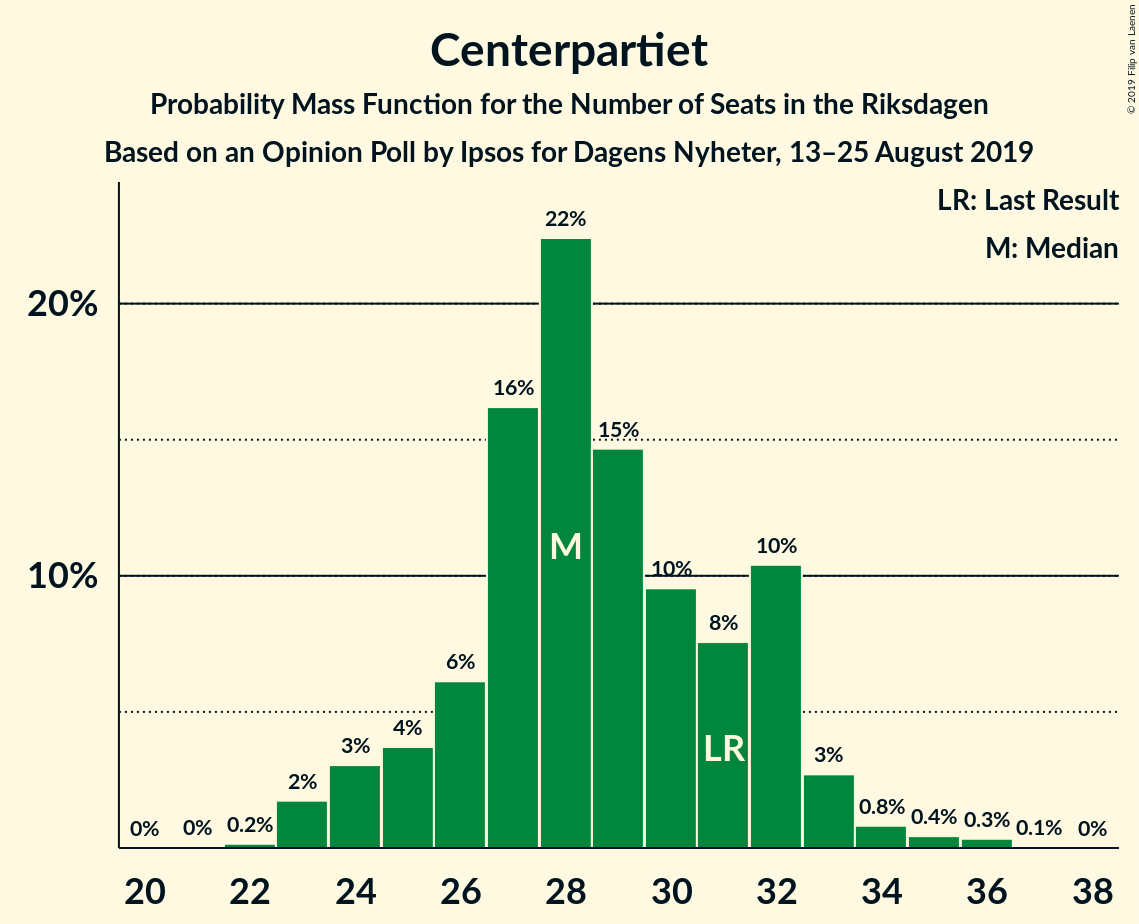 Centerpartiet
Probability Mass Function for the Number of Seats in the Riksdagen
Based on an Opinion Poll by Ipsos for Dagens Nyheter, 13–25 August 2019
© 2019 Filip van Laenen
LR: Last Result
M: Median
20%
10%
0%
0%
0.2%
2%
3%
4%
6%
16%
22%
15%
10%
8%
10%
3%
0.8%
0.4%
0.3%
0.1%
0%
M
LR
20 22 24 26 28 30 32 34 36 38